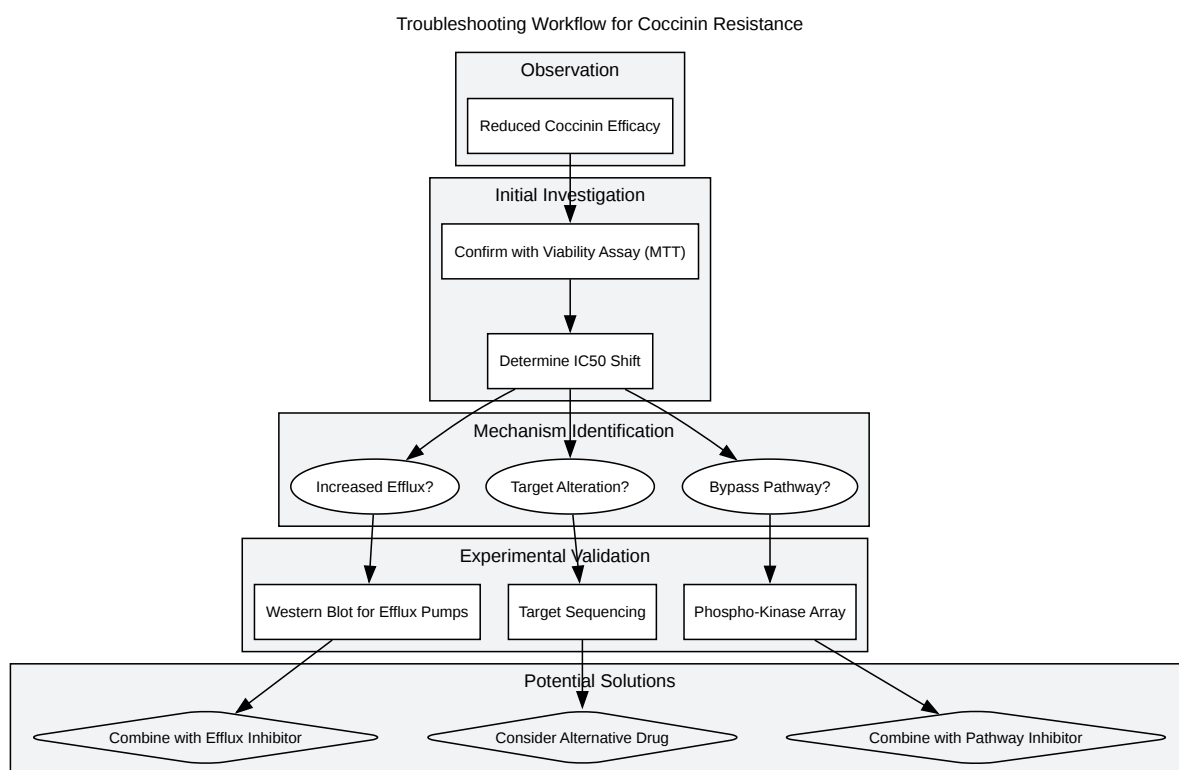 Troubleshooting Workflow for Coccinin Resistance
Observation
Reduced Coccinin Efficacy
Initial Investigation
Confirm with Viability Assay (MTT)
Determine IC50 Shift
Mechanism Identification
Increased Efflux?
Target Alteration?
Bypass Pathway?
Experimental Validation
Western Blot for Efflux Pumps
Target Sequencing
Phospho-Kinase Array
Potential Solutions
Combine with Efflux Inhibitor
Consider Alternative Drug
Combine with Pathway Inhibitor